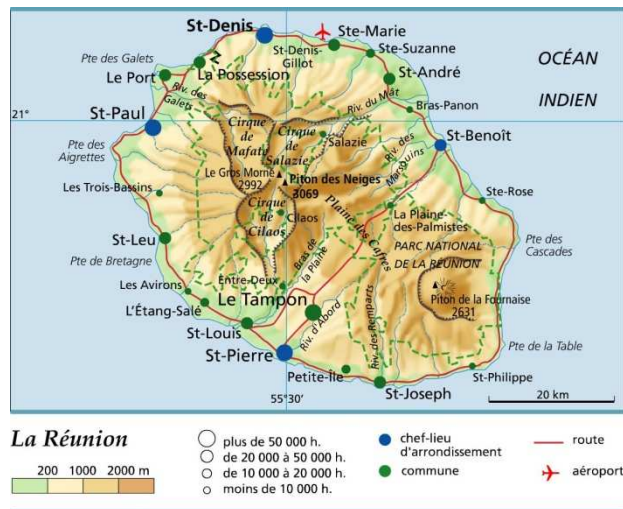 St-Denis
Ste-Marie
Pte des Galets
St-Denis-
Gillot
Ste-Suzanne
OCÉAN
Le Port
La Possession
St-André
INDIEN
Riv. des
Galets
Riv. du Mât
Bras-Panon
21°
St-Paul
Cirque
de
Mafate
Cirque
de
Salazie
Salazie
St-Benoît
Pte des
Aigrettes
Riv. des
Marsouins
Le Gros Morne
2992
Piton des Neiges
3069
Les Trois-Bassins
Ste-Rose
Cirque
de
Cilaos
Cilaos
Plaine des Cafres
La Plaine-
des-Palmistes
St-Leu
PARC NATIONAL
DE LA RÉUNION
Pte des
Cascades
Pte de Bretagne
Bras de
la Plaine
Les Avirons
Entre-Deux
Piton de la Fournaise
2631
L'Étang-Salé
Le Tampon
St-Louis
Riv. d'Abord
Riv. des Remparts
St-Pierre
Pte de la Table
Petite-Île
St-Philippe
St-Joseph
55°30'
20 km
La Réunion
200 1000 2000 m
plus de 50 000 h.
de 20 000 à 50 000 h.
de 10 000 à 20 000 h.
moins de 10 000 h.
chef-lieu
d'arrondissement
commune
route
aéroport